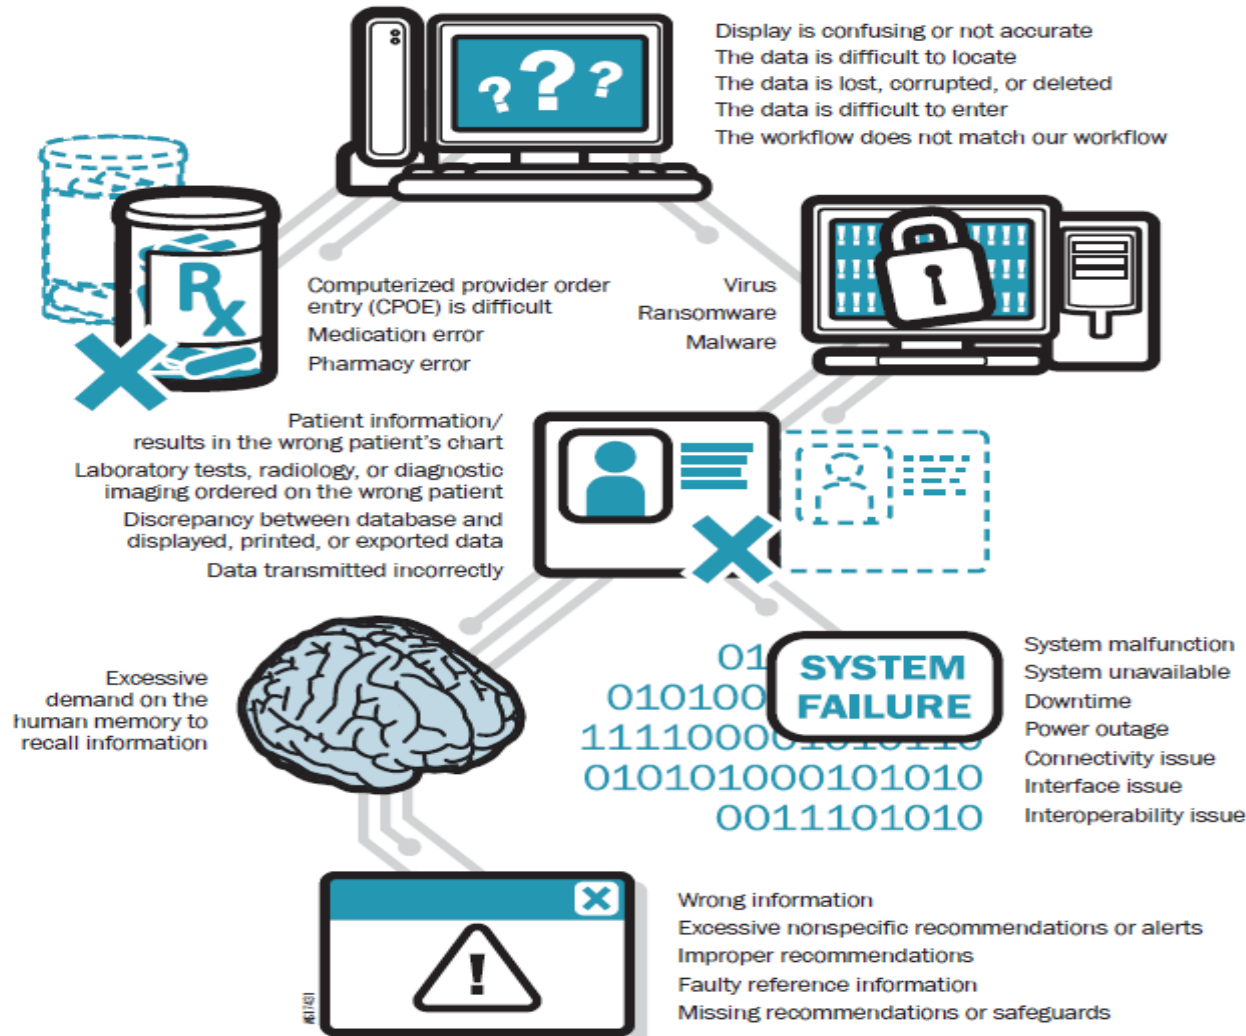 Display is confusing or not accurate
The data is difficult to locate
The data is lost, corrupted, or deleted
The data is difficult to enter
The workflow does not match our workflow
? ? ?
Rx
Computerized provider order
entry (CPOE) is difficult
Medication error
Pharmacy error
Virus
Ransomware
Malware
Patient information/
results in the wrong patient's chart
Laboratory tests, radiology, or diagnostic
imaging ordered on the wrong patient
Discrepancy between database and
displayed, printed, or exported data
Data transmitted incorrectly
Excessive
demand on the
human memory to
recall information
01
010100
SYSTEM
FAILURE
010101000101010
0011101010
System malfunction
System unavailable
Downtime
Power outage
Connectivity issue
Interface issue
Interoperability issue
!
Wrong information
Excessive nonspecific recommendations or alerts
Improper recommendations
Faulty reference information
Missing recommendations or safeguards